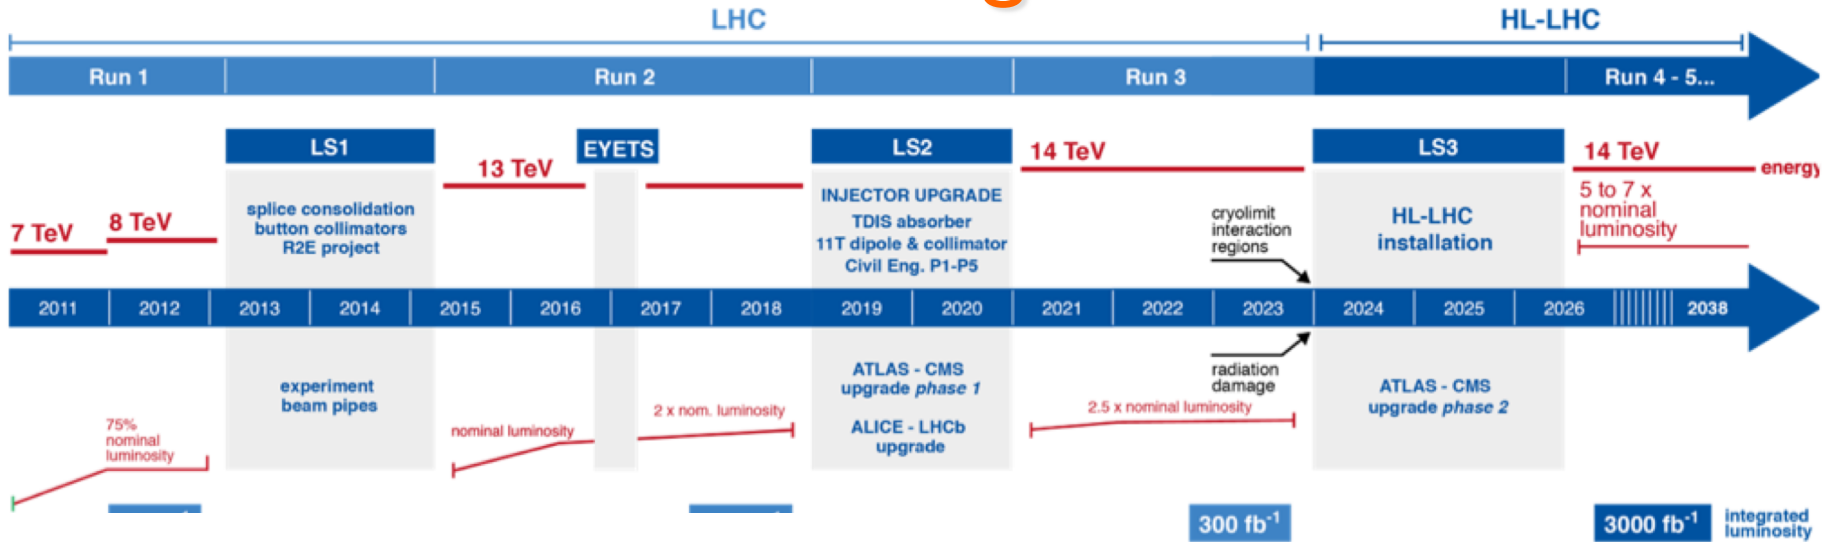 LHC
HL-LHC
Run 1
Run 2
Run 3
Run 4 - 5...
LS1
EYETS
LS2
LS3
13 TeV
14 TeV
14 TeV
energy
7 TeV
8 TeV
splice consolidation
button collimators
R2E project
INJECTOR UPGRADE
TDIS absorber
11T dipole & collimator
Civil Eng. P1-P5
cryolimit
interaction
regions
HL-LHC
installation
5 to 7 x
nominal
luminosity
2011
2012
2013
2014
2015
2016
2017
2018
2019
2020
2021
2022
2023
2024
2025
2026
2038
75%
nominal
luminosity
experiment
beam pipes
nominal luminosity
2 x nom. luminosity
ATLAS - CMS
upgrade phase 1
ALICE - LHCb
upgrade
2.5 x nominal luminosity
radiation
damage
ATLAS - CMS
upgrade phase 2
300 fb⁻¹
3000 fb⁻¹
integrated
luminosity